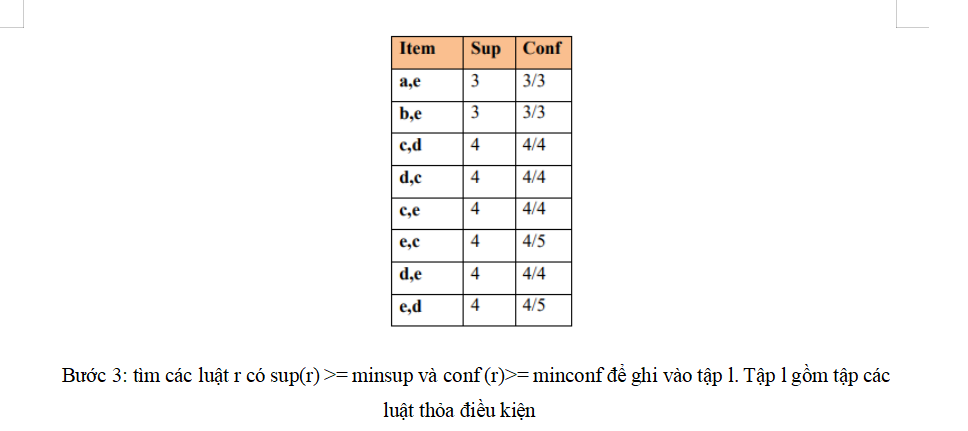 Item Sup Conf
a,e 3 3/3
b,e 3 3/3
c,d 4 4/4
d,c 4 4/4
c,e 4 4/4
e,c 4 4/5
d,e 4 4/4
e,d 4 4/5
Bước 3: tìm các luật r có sup(r) >= minsup và conf (r)>= minconf để ghi vào tập l. Tập l gồm tập các
luật thỏa điều kiện